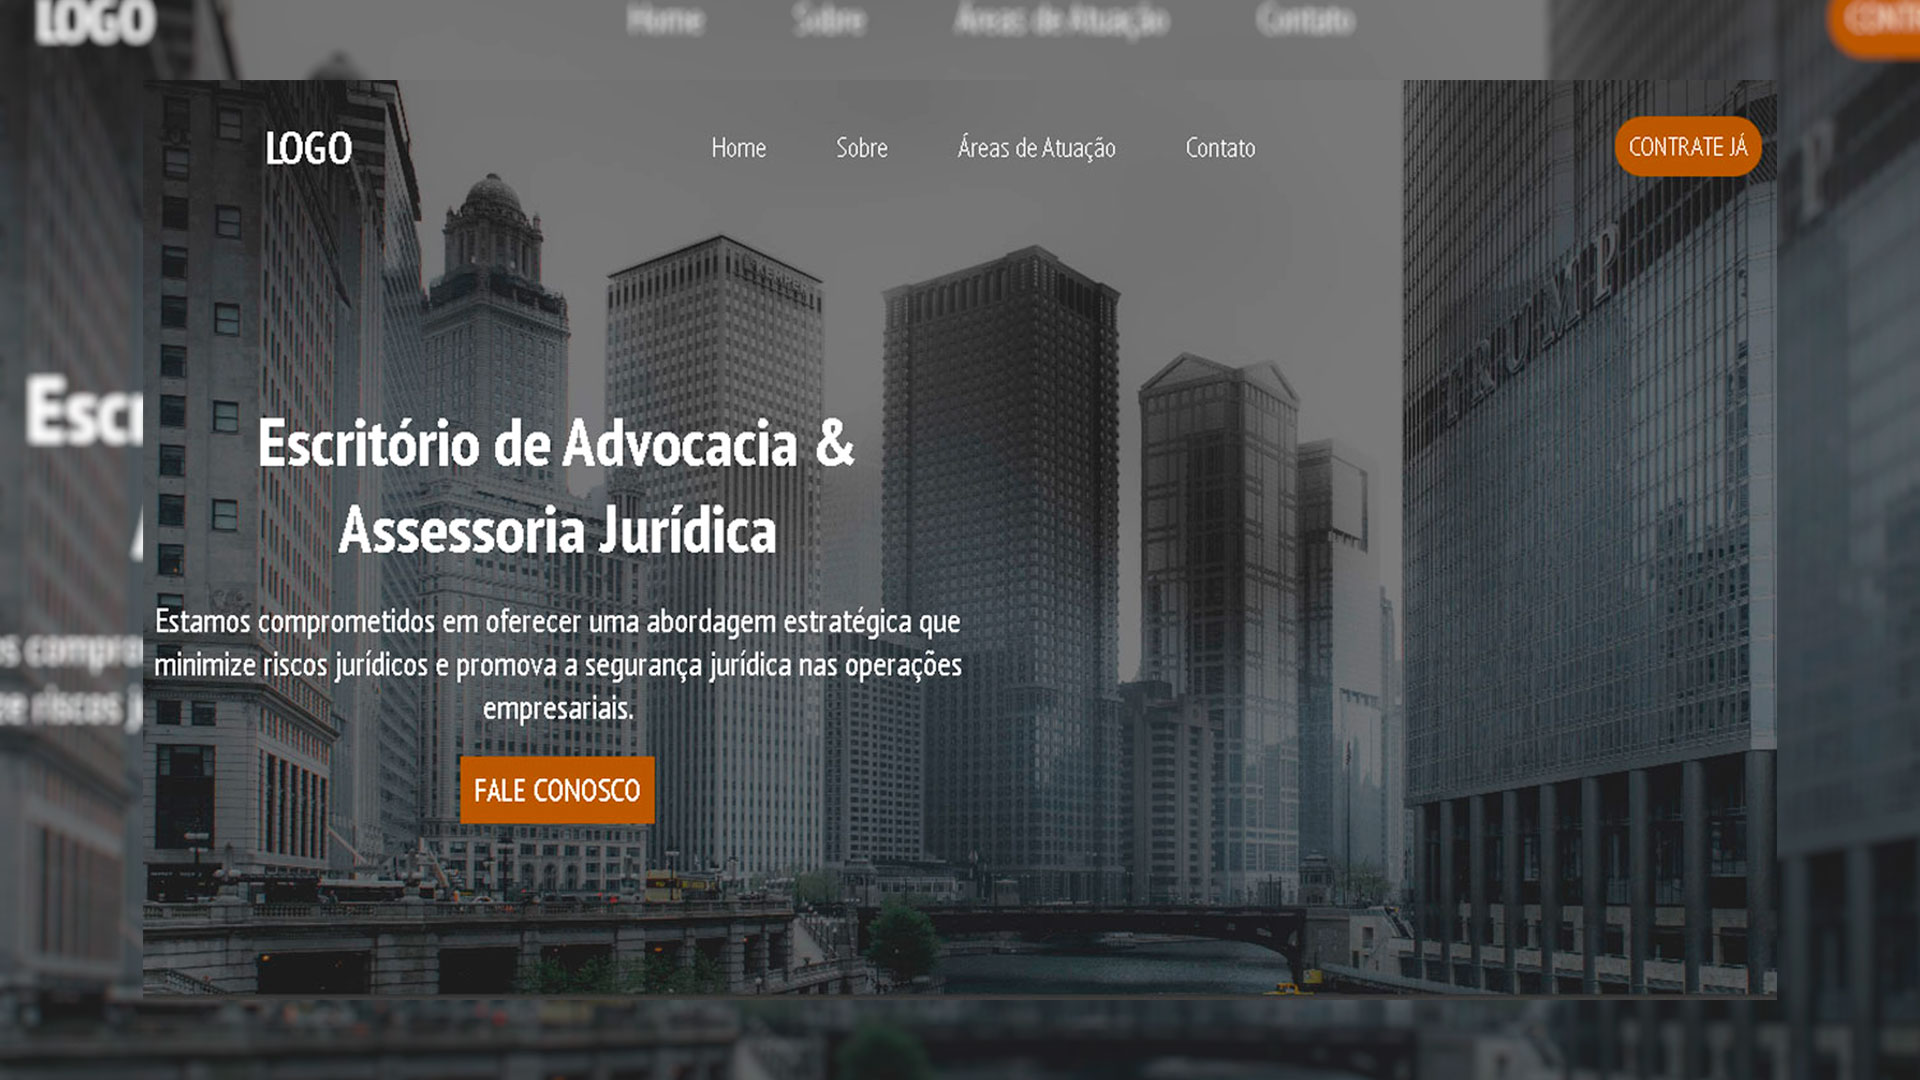 LOGO
Home
Sobre
Áreas de Atuação
Contato
CONTRATE JÁ
Escritório de Advocacia &
Assessoria Jurídica
Estamos comprometidos em oferecer uma abordagem estratégica que
minimize riscos jurídicos e promova a segurança jurídica nas operações
empresariais.
FALE CONOSCO
TRUMP